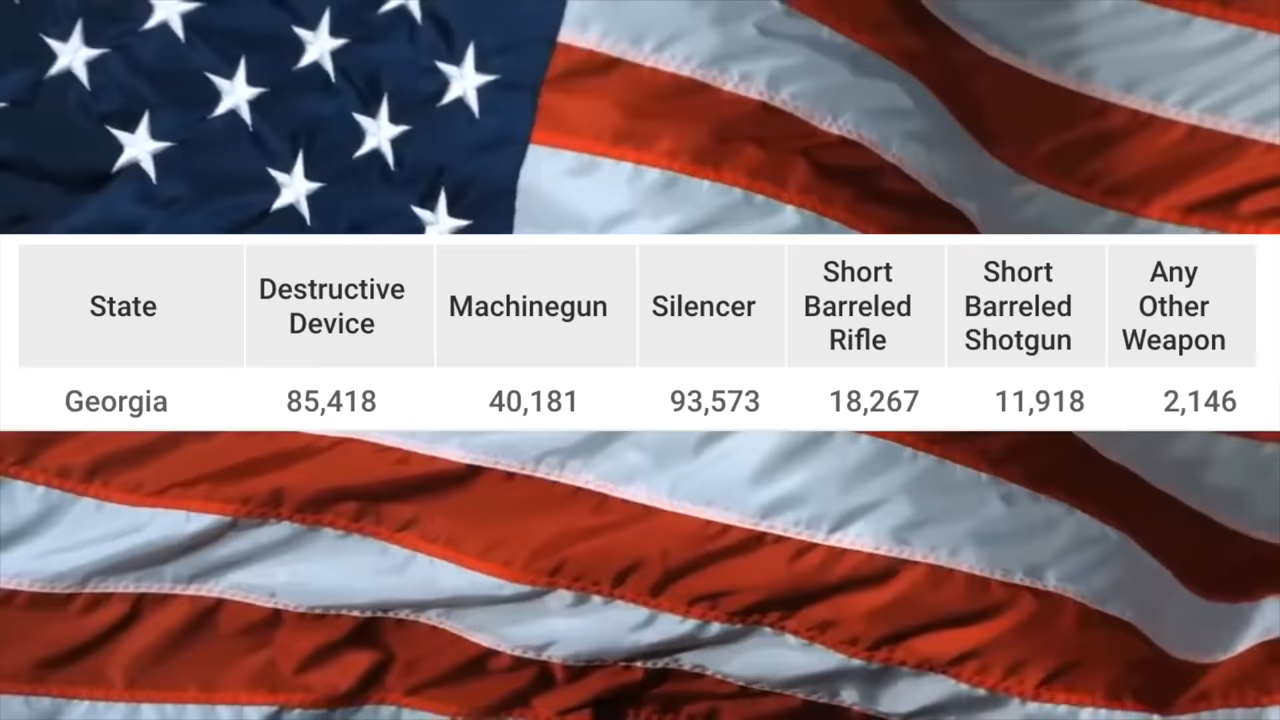 State
Destructive
Device
Machinegun
Silencer
Short
Barreled
Rifle
Short
Barreled
Shotgun
Any
Other
Weapon
Georgia 85,418 40,181 93,573 18,267 11,918 2,146